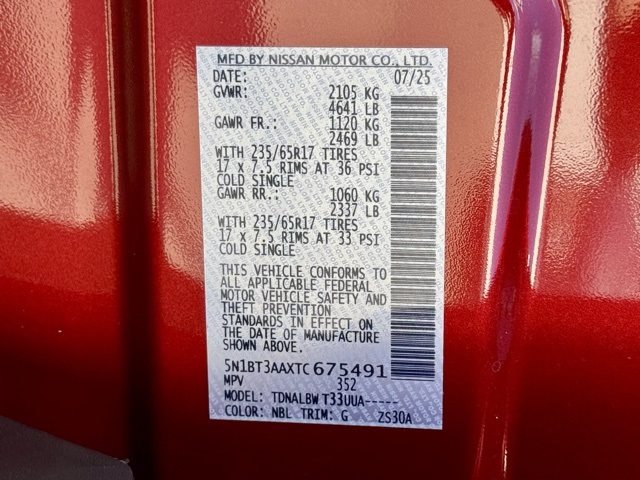 MFD BY NISSAN MOTOR CO., LTD.
DATE: 07/25
GVWR: 2105 KG
4641 LB
GAWR FR.: 1120 KG
2469 LB
WITH 235/65R17 TIRES
17 x 7.5 RIMS AT 36 PSI
COLD SINGLE
GAWR RR.: 1060 KG
2337 LB
WITH 235/65R17 TIRES
17 x 7.5 RIMS AT 33 PSI
COLD SINGLE
THIS VEHICLE CONFORMS TO
ALL APPLICABLE FEDERAL
MOTOR VEHICLE SAFETY AND
THEFT PREVENTION
STANDARDS IN EFFECT ON
THE DATE OF MANUFACTURE
SHOWN ABOVE.
5N1BT3AAXTC675491
MPV 352
MODEL: TDNALBW T33UUA-----
COLOR: NBL TRIM: G ZS30A